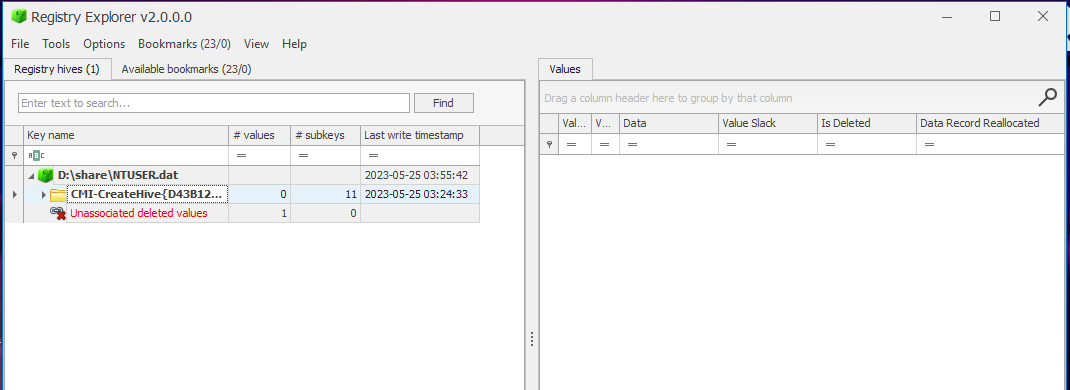 Registry Explorer v2.0.0.0
File Tools Options Bookmarks (23/0) View Help
Registry hives (1) Available bookmarks (23/0)
Enter text to search... Find
Key name # values # subkeys Last write timestamp
ABC = = =
D:\share\NTUSER.dat 2023-05-25 03:55:42
CMI-CreateHive{D43B12... 0 11 2023-05-25 03:24:33
Unassociated deleted values 1 0
Values
Drag a column header here to group by that column
Val... V... Data Value Slack Is Deleted Data Record Reallocated
= = = = = =